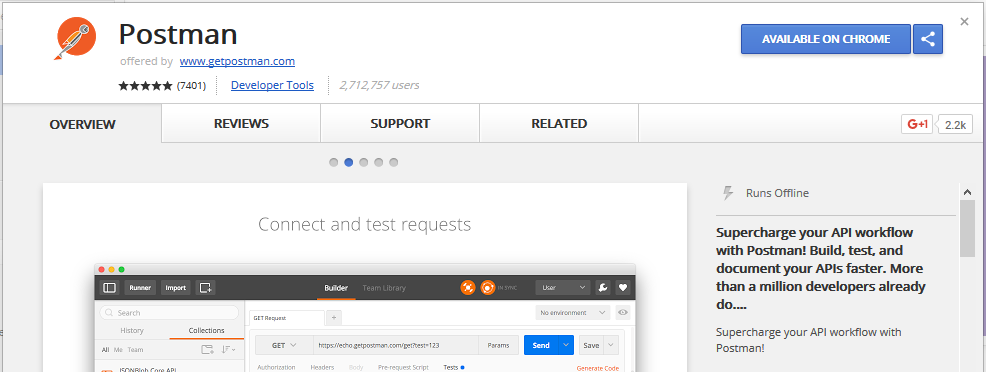 Postman
AVAILABLE ON CHROME
offered by www.getpostman.com
(7401) Developer Tools 2,712,757 users
OVERVIEW REVIEWS SUPPORT RELATED
G+1 2.2k
Runs Offline
Connect and test requests
Supercharge your API workflow
with Postman! Build, test, and
document your APIs faster. More
than a million developers already
do....
Supercharge your API workflow with
Postman!
Runner Import Builder Team Library IN SYNC User
Search
GET Request + No environment
History Collections
GET https://echo.getpostman.com/get?test=123 Params Send Save
All Me Team
Authorization Headers Body Pre-request Script Tests Generate Code
JSONBlob Core API